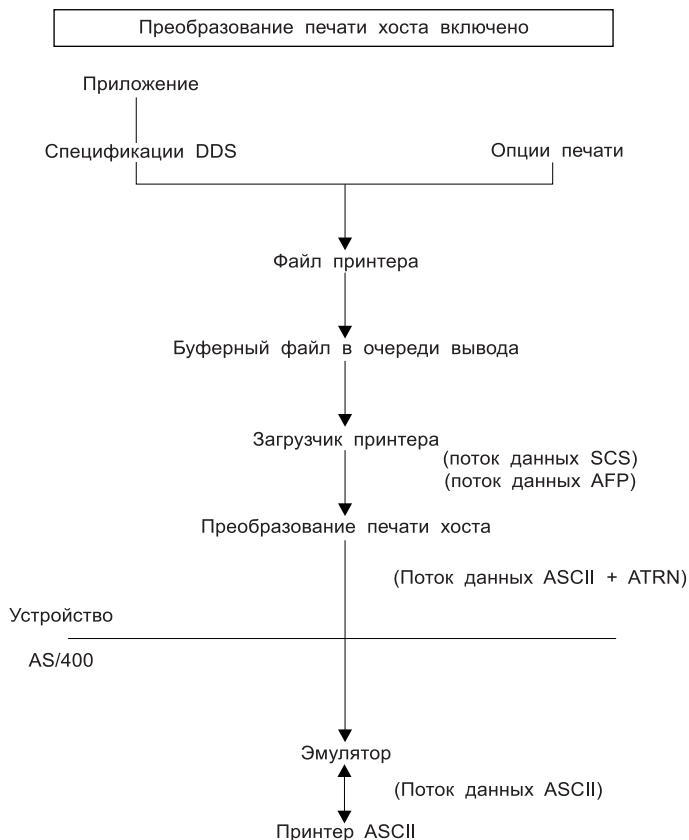 Преобразование печати хоста включено
Приложение
Спецификации DDS
Опции печати
Файл принтера
Буферный файл в очереди вывода
Загрузчик принтера
(поток данных SCS)
(поток данных AFP)
Преобразование печати хоста
(Поток данных ASCII + ATRN)
Устройство
AS/400
Эмулятор
(Поток данных ASCII)
Принтер ASCII